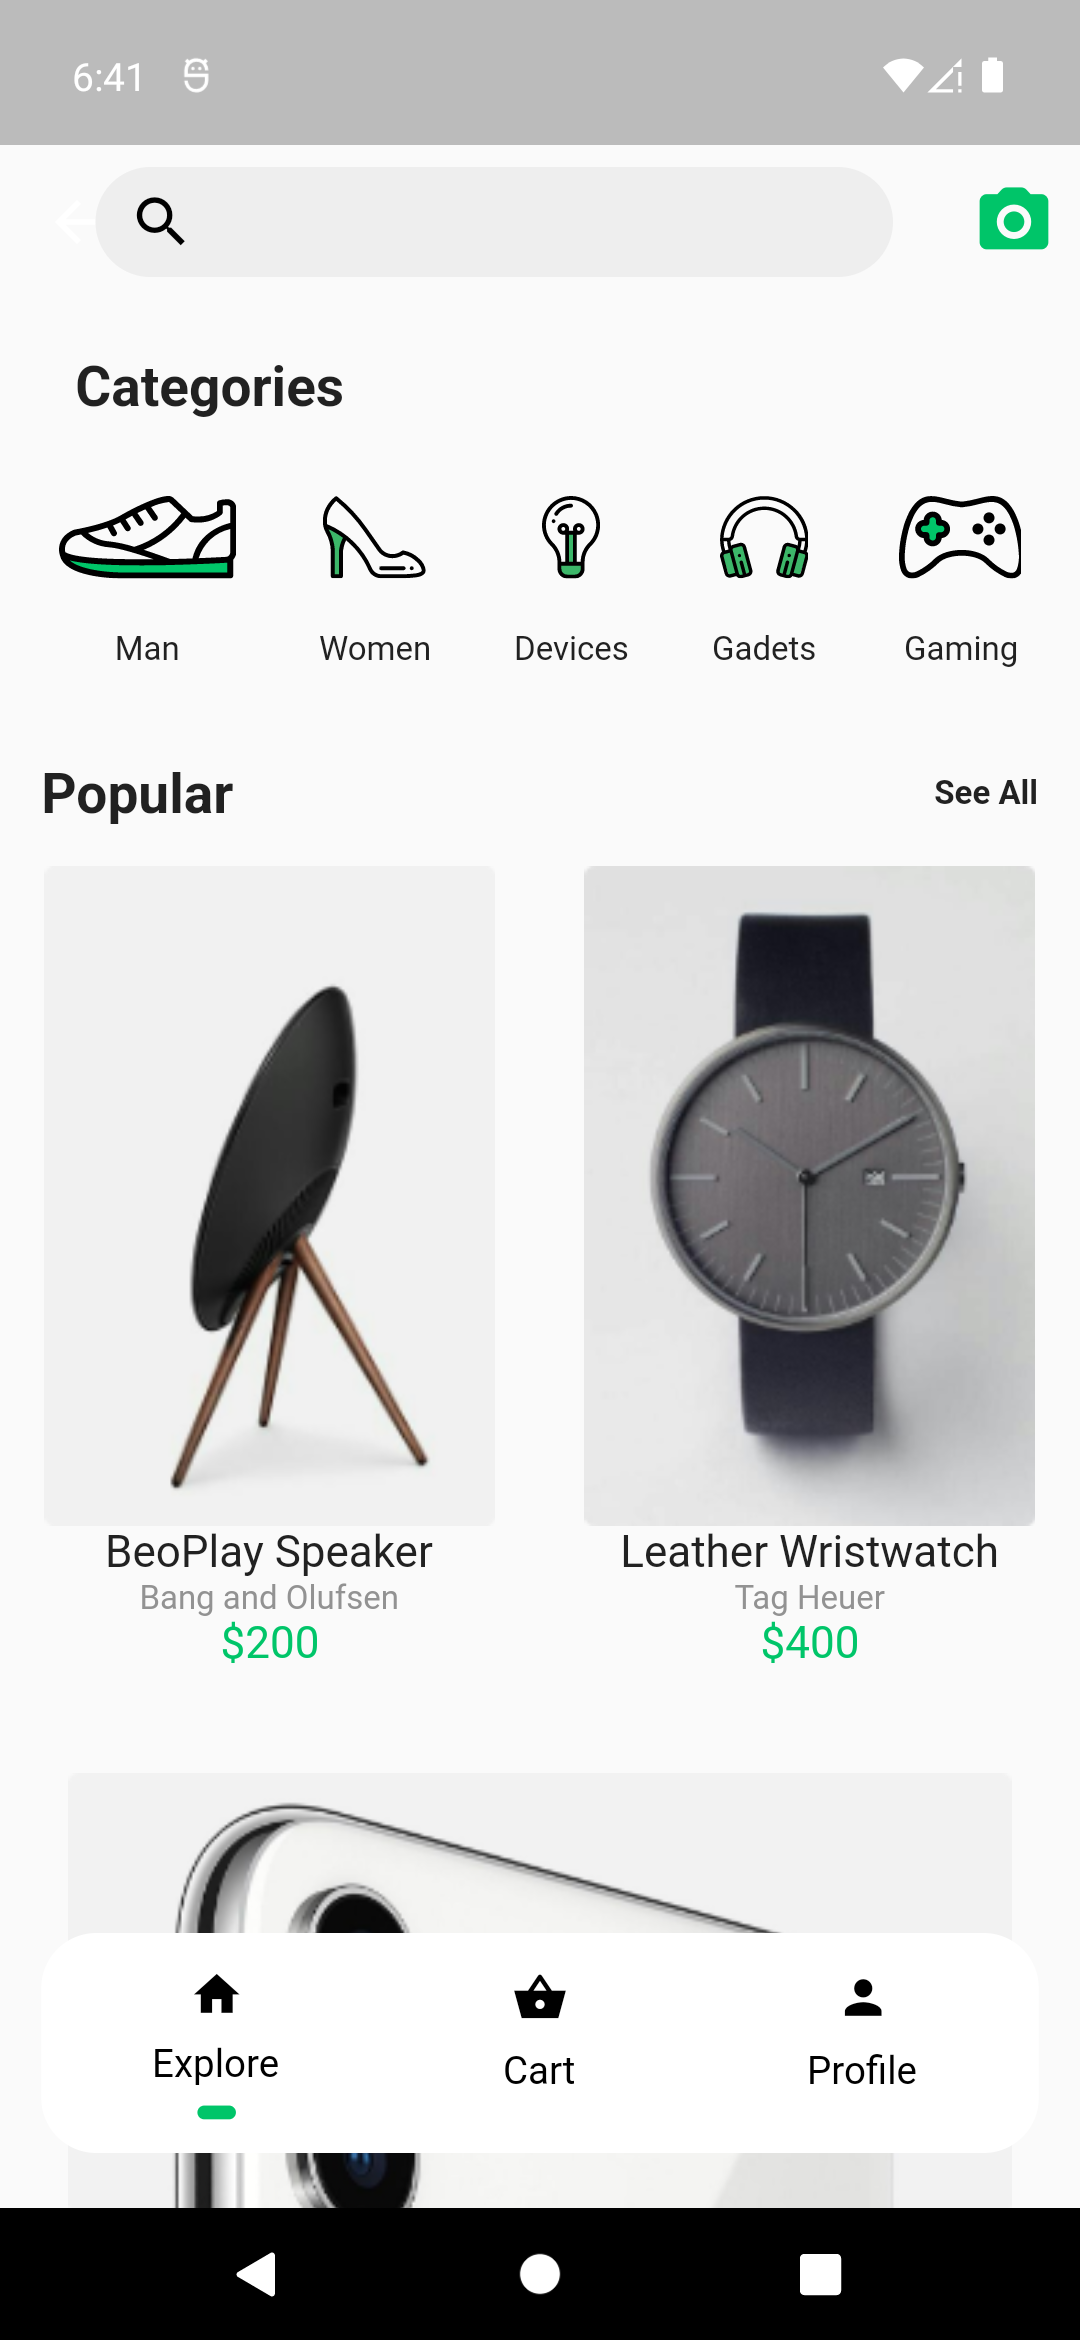 6:41
Categories
Man
Women
Devices
Gadets
Gaming
Popular
See All
BeoPlay Speaker
Bang and Olufsen
$200
Leather Wristwatch
Tag Heuer
$400
Explore
Cart
Profile